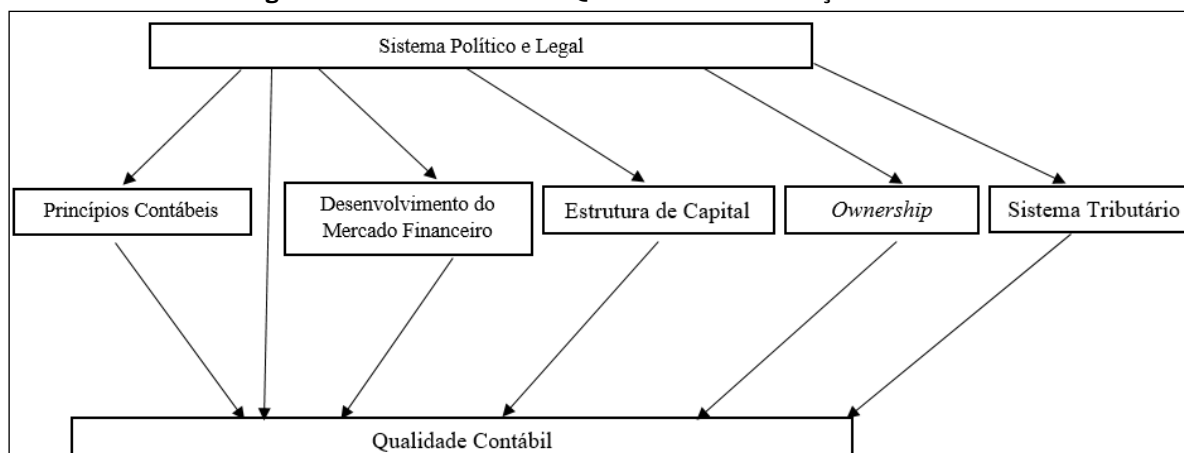 Sistema Político e Legal
Princípios Contábeis
Desenvolvimento do
Mercado Financeiro
Estrutura de Capital
Ownership
Sistema Tributário
Qualidade Contábil